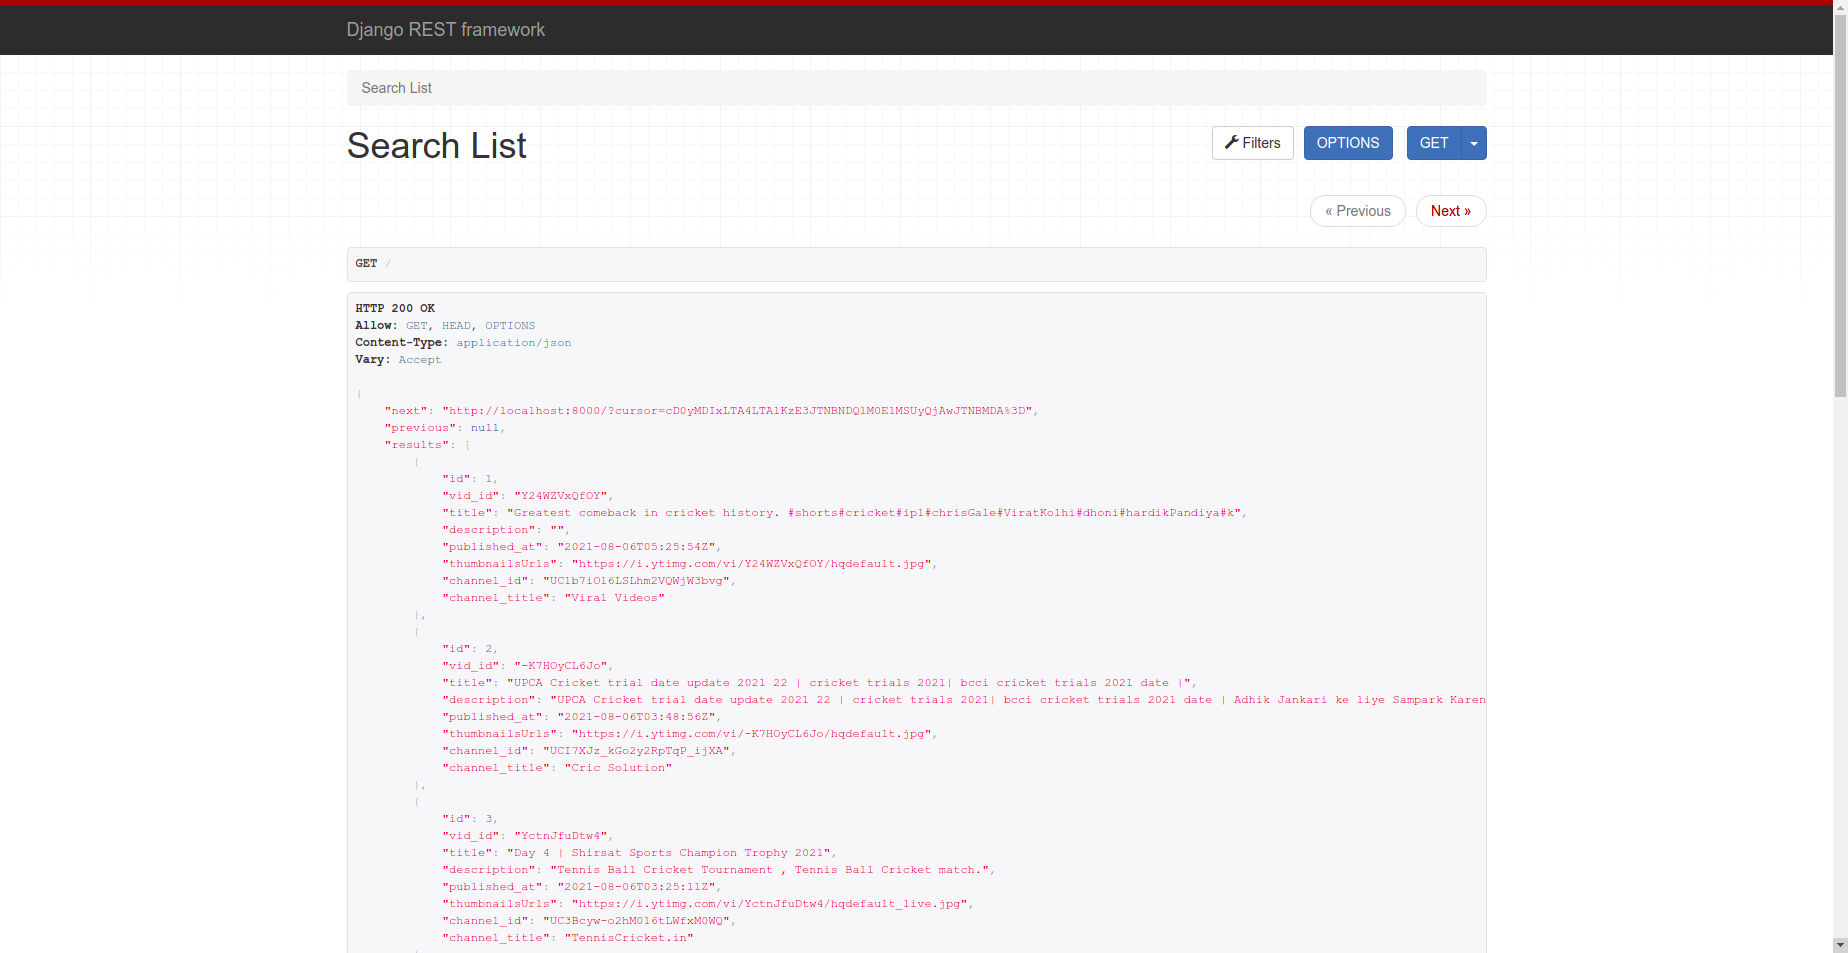 Django REST framework
Search List
Search List
Filters
OPTIONS
GET
« Previous
Next »
GET /
HTTP 200 OK
Allow: GET, HEAD, OPTIONS
Content-Type: application/json
Vary: Accept
{
"next": "http://localhost:8000/?cursor=cD0yMDIxLTA4LTA1KzE3JTNBNDQlM0E1MSUyQjAwJTNBMDA%3D",
"previous": null,
"results": [
{
"id": 1,
"vid_id": "Y24WZVxQfOY",
"title": "Greatest comeback in cricket history. #shorts#cricket#ipl#chrisGale#ViratKolhi#dhoni#hardikPandiya#k",
"description": "",
"published_at": "2021-08-06T05:25:54Z",
"thumbnailsUrls": "https://i.ytimg.com/vi/Y24WZVxQfOY/hqdefault.jpg",
"channel_id": "UClb7iOl6LSLhm2VQWjW3bvg",
"channel_title": "Viral Videos"
},
{
"id": 2,
"vid_id": "-K7HOyCL6Jo",
"title": "UPCA Cricket trial date update 2021 22 | cricket trials 2021| bcci cricket trials 2021 date |",
"description": "UPCA Cricket trial date update 2021 22 | cricket trials 2021| bcci cricket trials 2021 date | Adhik Jankari ke liye Sampark Karen
"published_at": "2021-08-06T03:48:56Z",
"thumbnailsUrls": "https://i.ytimg.com/vi/-K7HOyCL6Jo/hqdefault.jpg",
"channel_id": "UCI7XJz_kGo2y2RpTqP_ijXA",
"channel_title": "Cric Solution"
},
{
"id": 3,
"vid_id": "YctnJfuDtw4",
"title": "Day 4 | Shirsat Sports Champion Trophy 2021",
"description": "Tennis Ball Cricket Tournament , Tennis Ball Cricket match.",
"published_at": "2021-08-06T03:25:11Z",
"thumbnailsUrls": "https://i.ytimg.com/vi/YctnJfuDtw4/hqdefault_live.jpg",
"channel_id": "UC3Bcyw-o2hM0l6tLWfxM0WQ",
"channel_title": "TennisCricket.in"